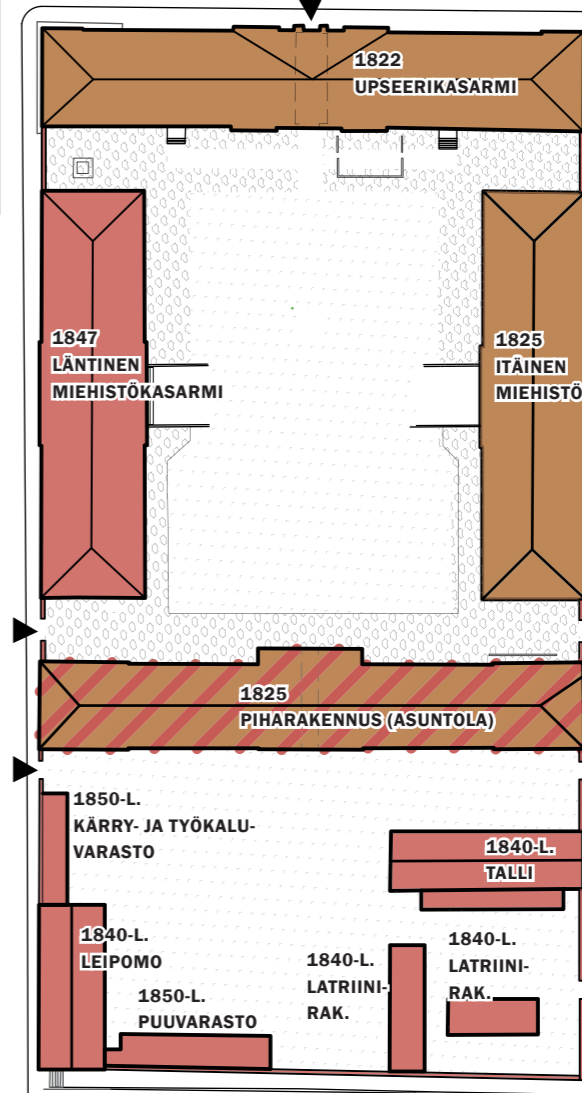 1822
UPSEERIKASARMI
1847
LÄNTINEN
MIEHISTÖKASARMI
1825
ITÄINEN
MIEHISTÖ
1825
PIHARAKENNUS (ASUNTOLA)
1850-L.
KÄRRY- JA TYÖKALU-
VARASTO
1840-L.
TALLI
1840-L.
LEIPOMO
1840-L.
LATRIINI-
RAK.
1840-L.
LATRIINI-
RAK.
1850-L.
PUUVARASTO